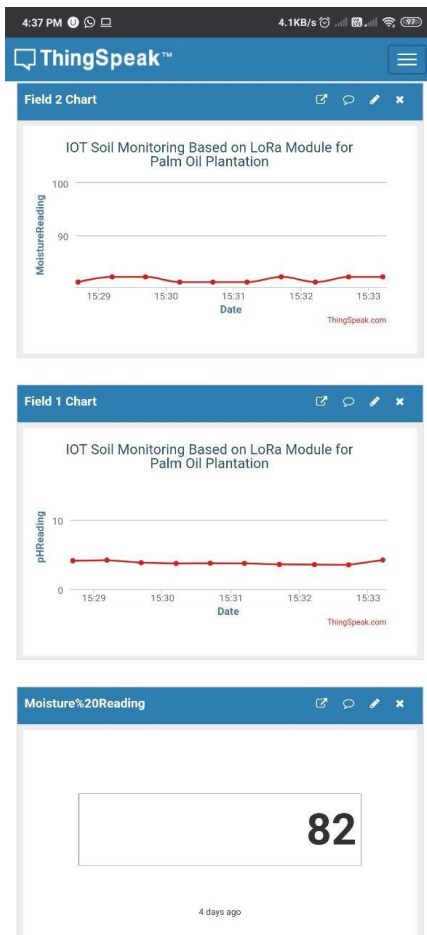 4:37 PM
4.1KB/s
97
ThingSpeak™
Field 2 Chart
IOT Soil Monitoring Based on LoRa Module for
Palm Oil Plantation
100
90
MoistureReading
15:29 15:30 15:31 15:32 15:33
Date
ThingSpeak.com
Field 1 Chart
IOT Soil Monitoring Based on LoRa Module for
Palm Oil Plantation
10
0
pHReading
15:29 15:30 15:31 15:32 15:33
Date
ThingSpeak.com
Moisture%20Reading
82
4 days ago